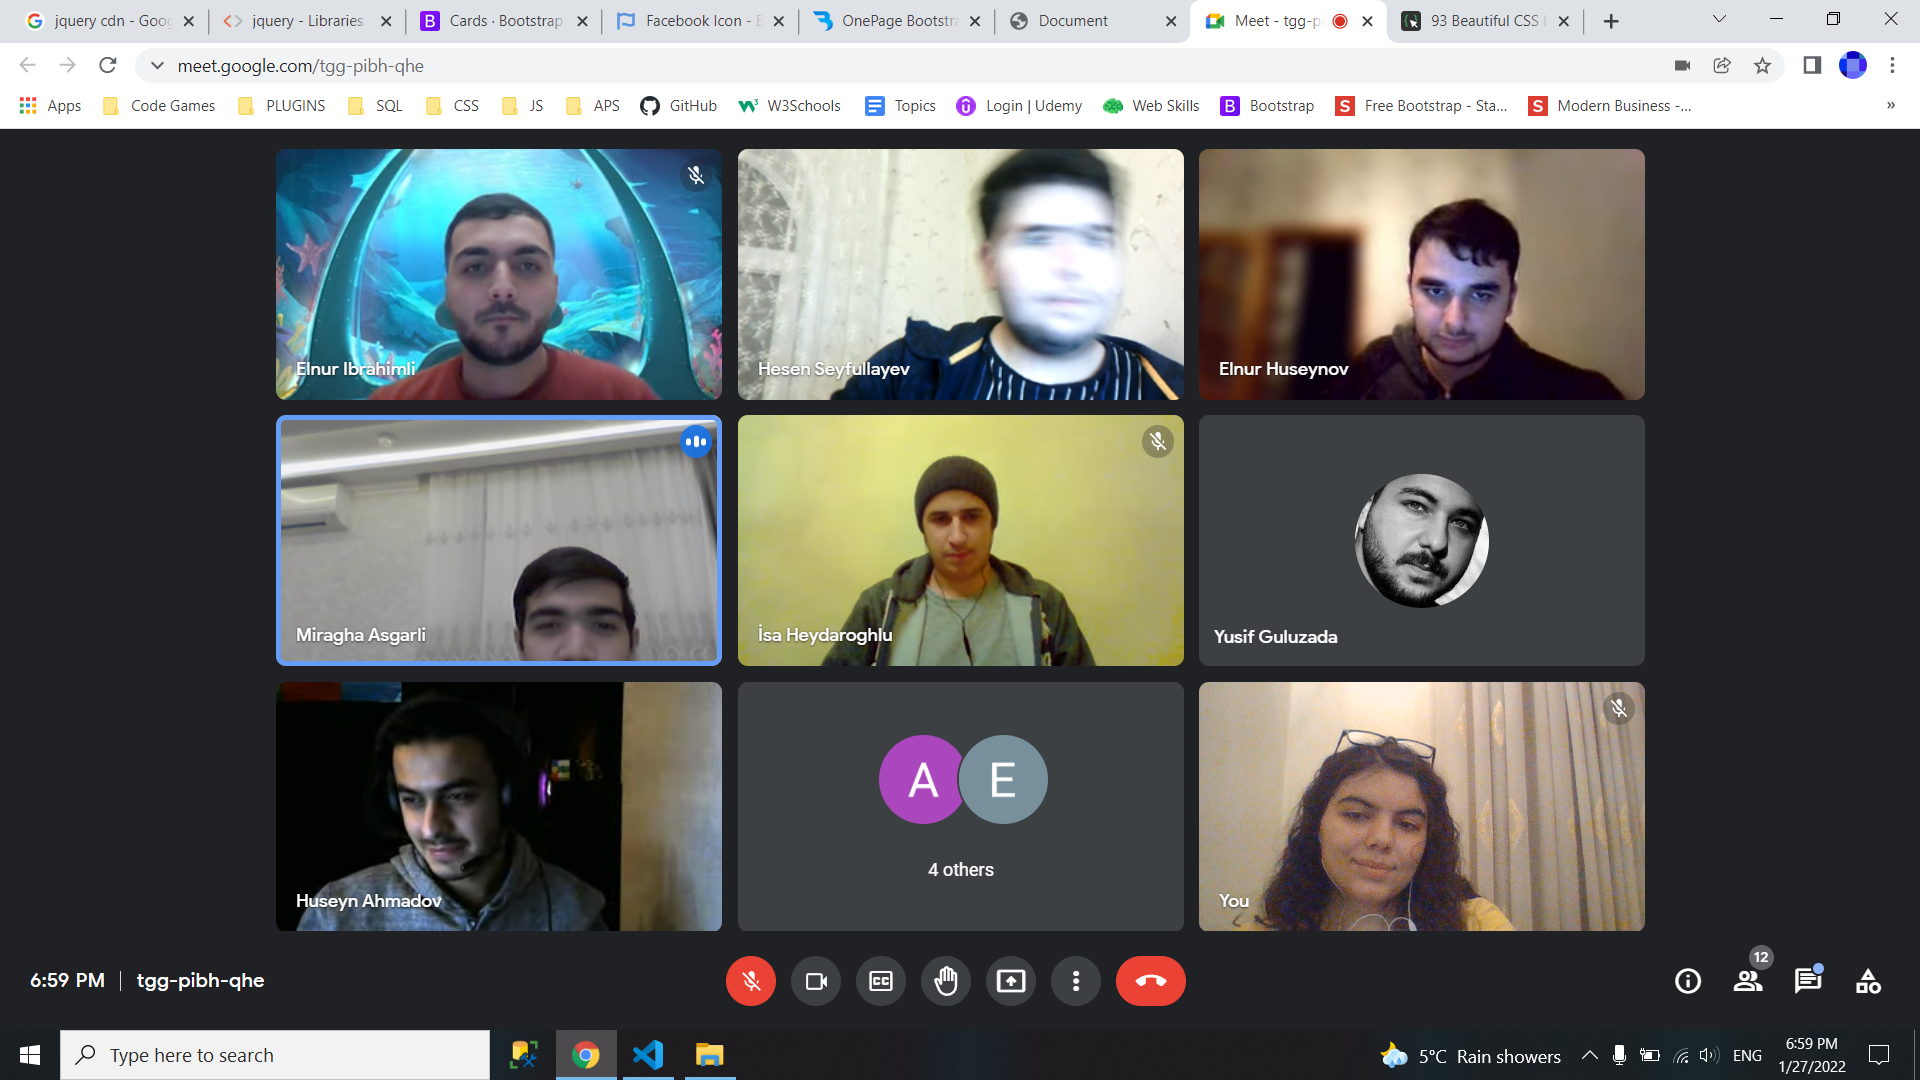 jquery cdn - Goog
jquery - Libraries
Cards · Bootstrap
Facebook Icon - B
OnePage Bootstra
Document
Meet - tgg-pi
93 Beautiful CSS b
meet.google.com/tgg-pibh-qhe
Apps
Code Games
PLUGINS
SQL
CSS
JS
APS
GitHub
W3Schools
Topics
Login | Udemy
Web Skills
Bootstrap
Free Bootstrap - Sta...
Modern Business -...
»
Elnur Ibrahimli
Hesen Seyfullayev
Elnur Huseynov
Miragha Asgarli
İsa Heydaroghlu
Yusif Guluzada
Huseyn Ahmadov
A
E
4 others
You
6:59 PM | tgg-pibh-qhe
12
Type here to search
5°C Rain showers
ENG
6:59 PM
1/27/2022